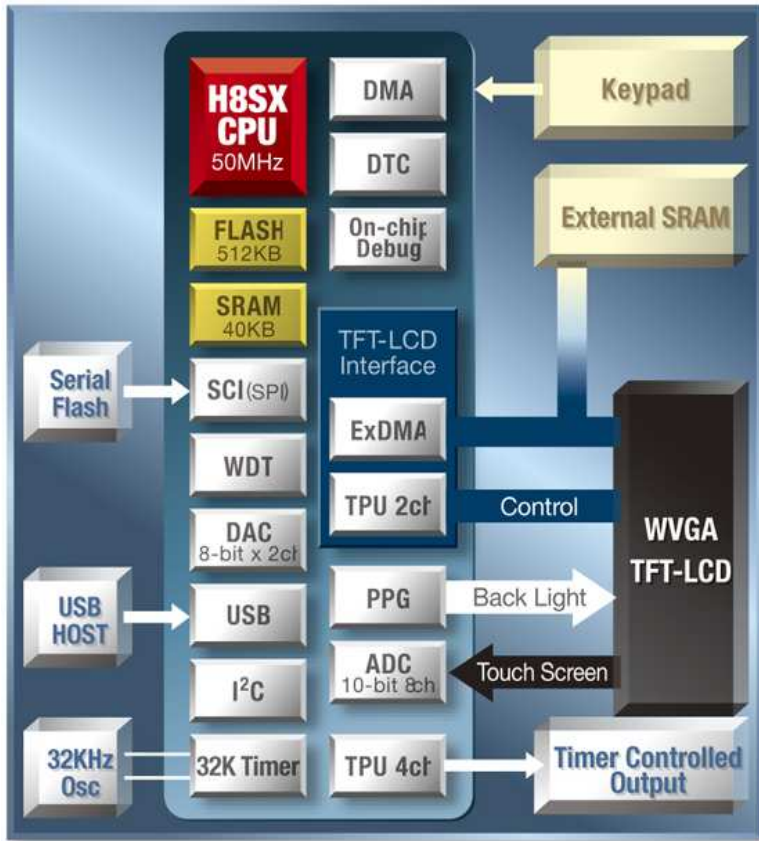 H8SX
CPU
50MHz
DMA
Keypad
DTC
FLASH
512KB
On-chip
Debug
External SRAM
SRAM
40KB
TFT-LCD
Interface
Serial
Flash
SCI(SPI)
ExDMA
WDT
TPU 2ch
Control
WVGA
TFT-LCD
DAC
8-bit x 2ch
USB
HOST
USB
PPG
Back Light
I²C
ADC
10-bit 8ch
Touch Screen
32KHz
Osc
32K Timer
TPU 4ch
Timer Controlled
Output